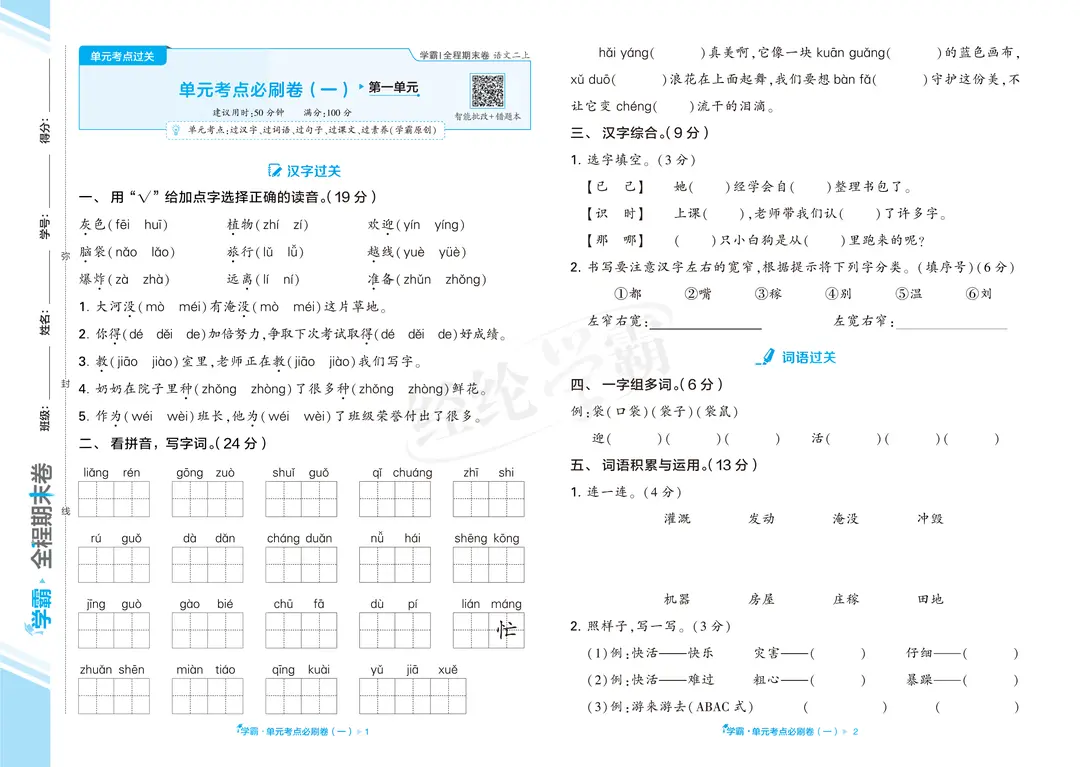 单元考点过关
学霸|全程期末卷 语文二上
单元考点必刷卷（一） 第一单元
建议用时:50分钟 满分:100分
智能批改+错题本
单元考点:过汉字、过词语、过句子、过课文、过素养(学霸原创)
得分:
学号:
姓名:
班级:
弥
封
线
学霸 全程期末卷
汉字过关
一、用“√”给加点字选择正确的读音。(19分)
灰色(fēi huī) 植物(zhí zí) 欢迎(yín yíng)
脑袋(nǎo lǎo) 旅行(lǔ lǚ) 越线(yuè yüè)
爆炸(zà zhà) 远离(lí ní) 准备(zhǔn zhǒng)
1. 大河没(mò méi)有淹没(mò méi)这片草地。
2. 你得(dé děi de)加倍努力,争取下次考试取得(dé děi de)好成绩。
3. 教(jiāo jiào)室里,老师正在教(jiāo jiào)我们写字。
4. 奶奶在院子里种(zhǒng zhòng)了很多种(zhǒng zhòng)鲜花。
5. 作为(wéi wèi)班长,他为(wéi wèi)了班级荣誉付出了很多。
二、看拼音，写字词。(24分)
liǎng rén gōng zuò shuǐ guǒ qǐ chuáng zhī shi
rú guǒ dà dǎn cháng duǎn nǚ hái shēng kōng
jīng guò gào bié chū fā dù pí lián máng
忙
zhuǎn shēn miàn tiáo qīng kuài yǔ jiā xuě
学霸·单元考点必刷卷(一) 1
hǎi yáng( )真美啊,它像一块 kuān guǎng( )的蓝色画布,
xǔ duō( )浪花在上面起舞,我们要想 bàn fǎ( )守护这份美,不
让它变 chéng( )流干的泪滴。
三、汉字综合。(9分)
1. 选字填空。(3分)
【已 己】 她( )经学会自( )整理书包了。
【识 时】 上课( ),老师带我们认( )了许多字。
【那 哪】 ( )只小白狗是从( )里跑来的呢?
2. 书写要注意汉字左右的宽窄,根据提示将下列字分类。(填序号)(6分)
①都 ②嘴 ③稼 ④别 ⑤温 ⑥刘
左窄右宽: 左宽右窄:
词语过关
四、一字组多词。(6分)
例:袋(口袋)(袋子)(袋鼠)
迎( )( )( ) 活( )( )( )
五、词语积累与运用。(13分)
1. 连一连。(4分)
灌溉 发动 淹没 冲毁
机器 房屋 庄稼 田地
2. 照样子,写一写。(3分)
(1)例:快活——快乐 灾害——( ) 仔细——( )
(2)例:快活——难过 粗心——( ) 暴躁——( )
(3)例:游来游去(ABAC式) ( ) ( )
学霸·单元考点必刷卷(一) 2
经纶学霸